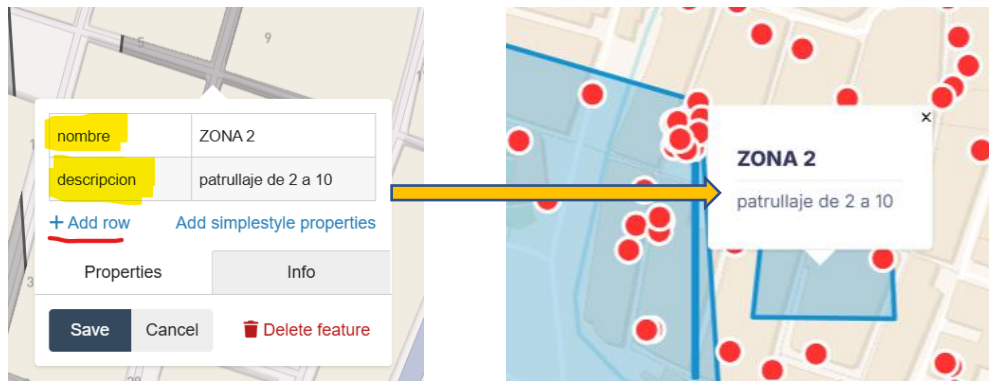 5
9
nombre ZONA 2
descripcion patrullaje de 2 a 10
+ Add row Add simplestyle properties
3
Properties Info
Save Cancel Delete feature
×
ZONA 2
patrullaje de 2 a 10